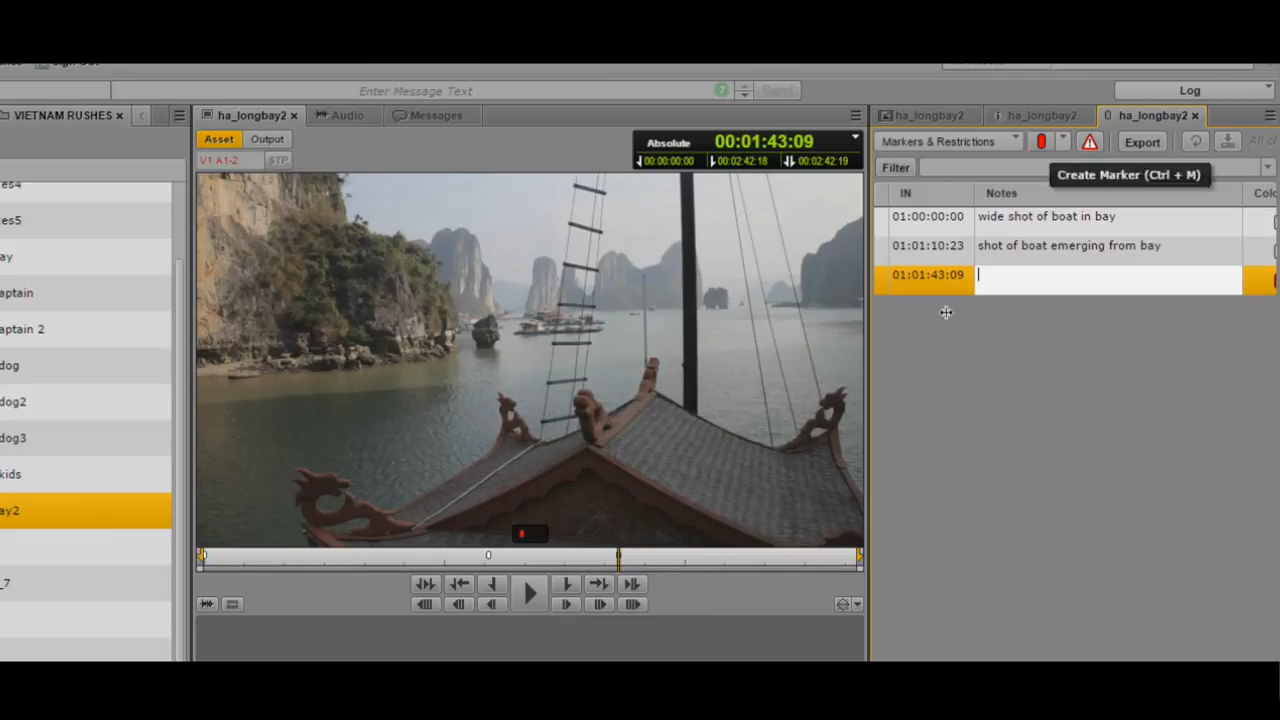 Enter Message Text
7
Send
Log
VIETNAM RUSHES
ha_longbay2
Audio
Messages
ha_longbay2
ha_longbay2
ha_longbay2
Asset
Output
Absolute
00:01:43:09
V1 A1-2
STP
00:00:00:00
00:02:42:18
00:02:42:19
Markers & Restrictions
Export
Filter
Create Marker (Ctrl + M)
IN
Notes
01:00:00:00
wide shot of boat in bay
01:01:10:23
shot of boat emerging from bay
01:01:43:09
es5
ay
aptain
aptain 2
dog
dog2
dog3
kids
ay2
_7